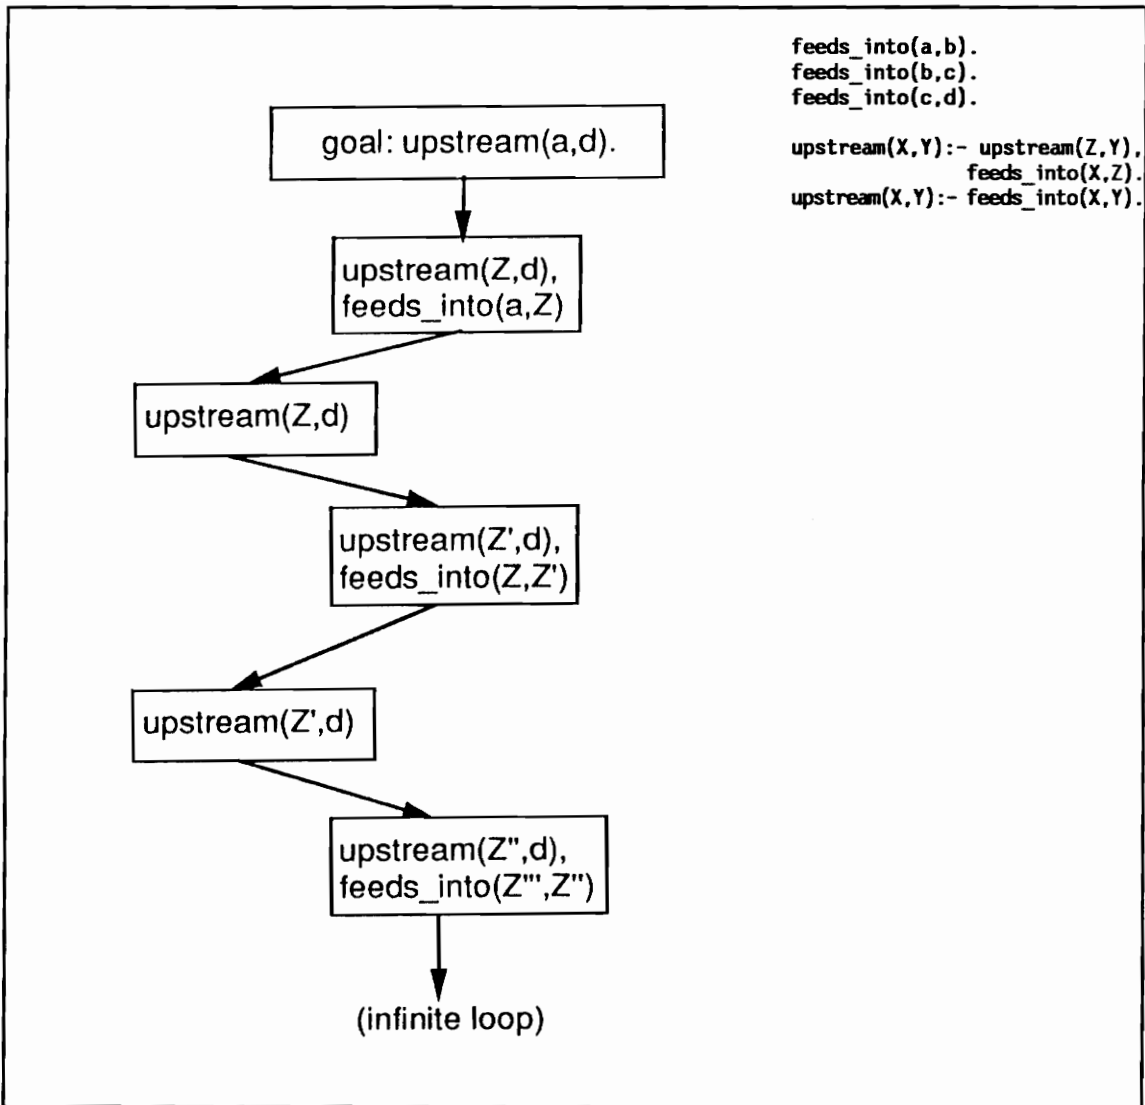 feeds_into(a,b).
feeds_into(b,c).
feeds_into(c,d).
upstream(X,Y):- upstream(Z,Y),
feeds_into(X,Z).
upstream(X,Y):- feeds_into(X,Y).
goal: upstream(a,d).
upstream(Z,d),
feeds_into(a,Z)
upstream(Z,d)
upstream(Z',d),
feeds_into(Z,Z')
upstream(Z',d)
upstream(Z",d),
feeds_into(Z"',Z")
(infinite loop)